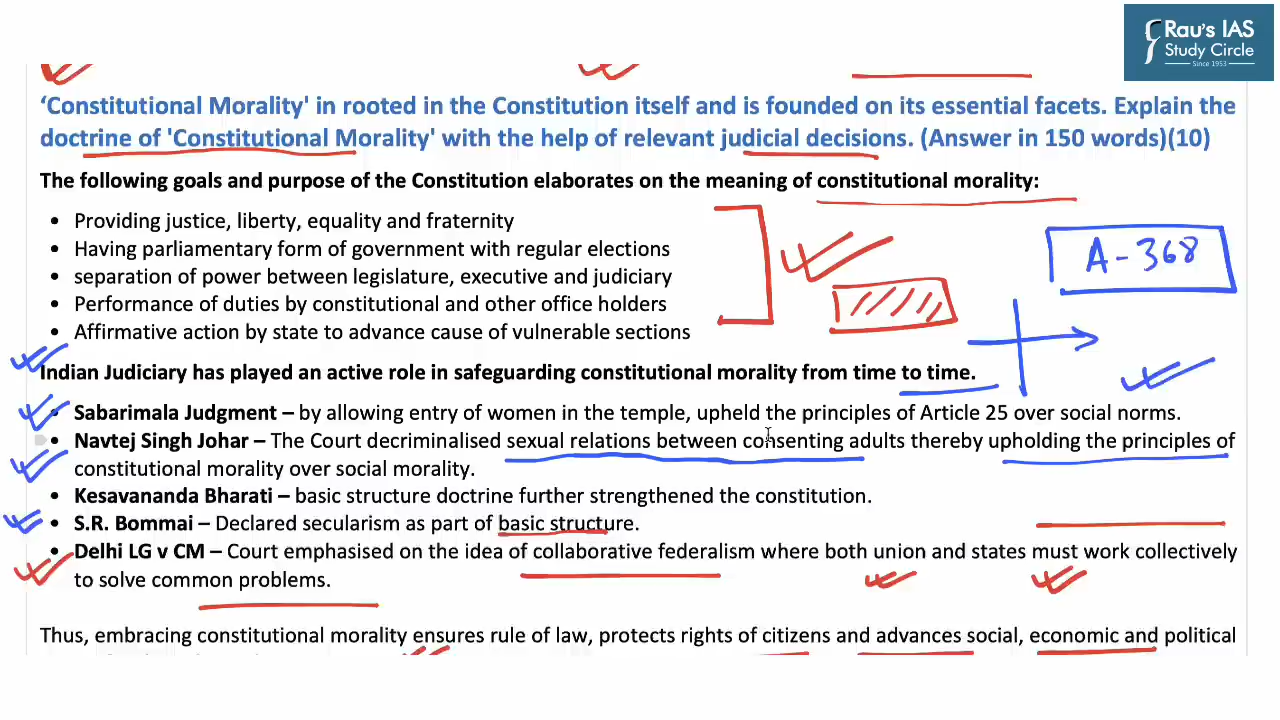 Rau's IAS
Study Circle
Since 1953
‘Constitutional Morality' in rooted in the Constitution itself and is founded on its essential facets. Explain the
doctrine of 'Constitutional Morality' with the help of relevant judicial decisions. (Answer in 150 words)(10)
The following goals and purpose of the Constitution elaborates on the meaning of constitutional morality:
• Providing justice, liberty, equality and fraternity
• Having parliamentary form of government with regular elections
• separation of power between legislature, executive and judiciary
• Performance of duties by constitutional and other office holders
• Affirmative action by state to advance cause of vulnerable sections
A-368
Indian Judiciary has played an active role in safeguarding constitutional morality from time to time.
• Sabarimala Judgment – by allowing entry of women in the temple, upheld the principles of Article 25 over social norms.
• Navtej Singh Johar – The Court decriminalised sexual relations between consenting adults thereby upholding the principles of
constitutional morality over social morality.
• Kesavananda Bharati – basic structure doctrine further strengthened the constitution.
• S.R. Bommai – Declared secularism as part of basic structure.
• Delhi LG v CM – Court emphasised on the idea of collaborative federalism where both union and states must work collectively
to solve common problems.
Thus, embracing constitutional morality ensures rule of law, protects rights of citizens and advances social, economic and political